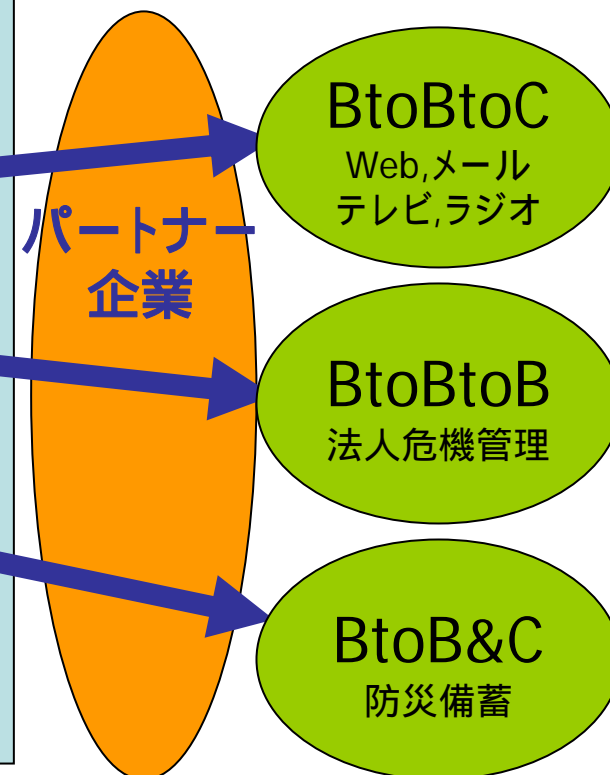 パートナー
企業
BtoBtoC
Web,メール
テレビ,ラジオ
BtoBtoB
法人危機管理
BtoB&C
防災備蓄